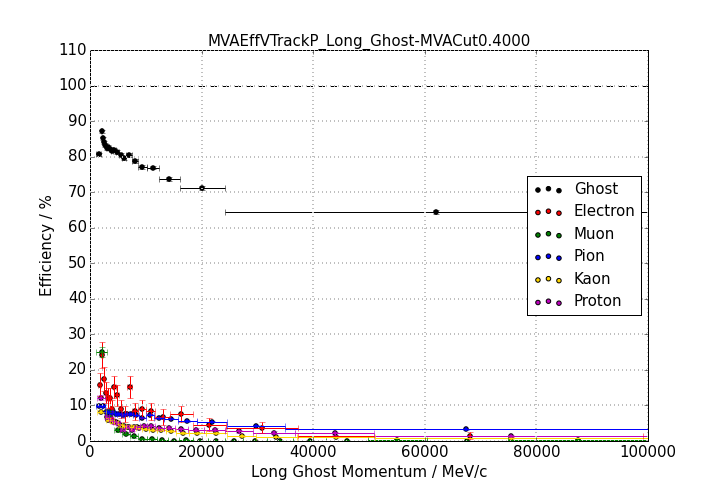 MVAEffVTrackP_Long_Ghost-MVACut0.4000
110
100
90
80
70
60
50
40
30
20
10
0
Efficiency / %
Ghost
Electron
Muon
Pion
Kaon
Proton
0 20000 40000 60000 80000 100000
Long Ghost Momentum / MeV/c